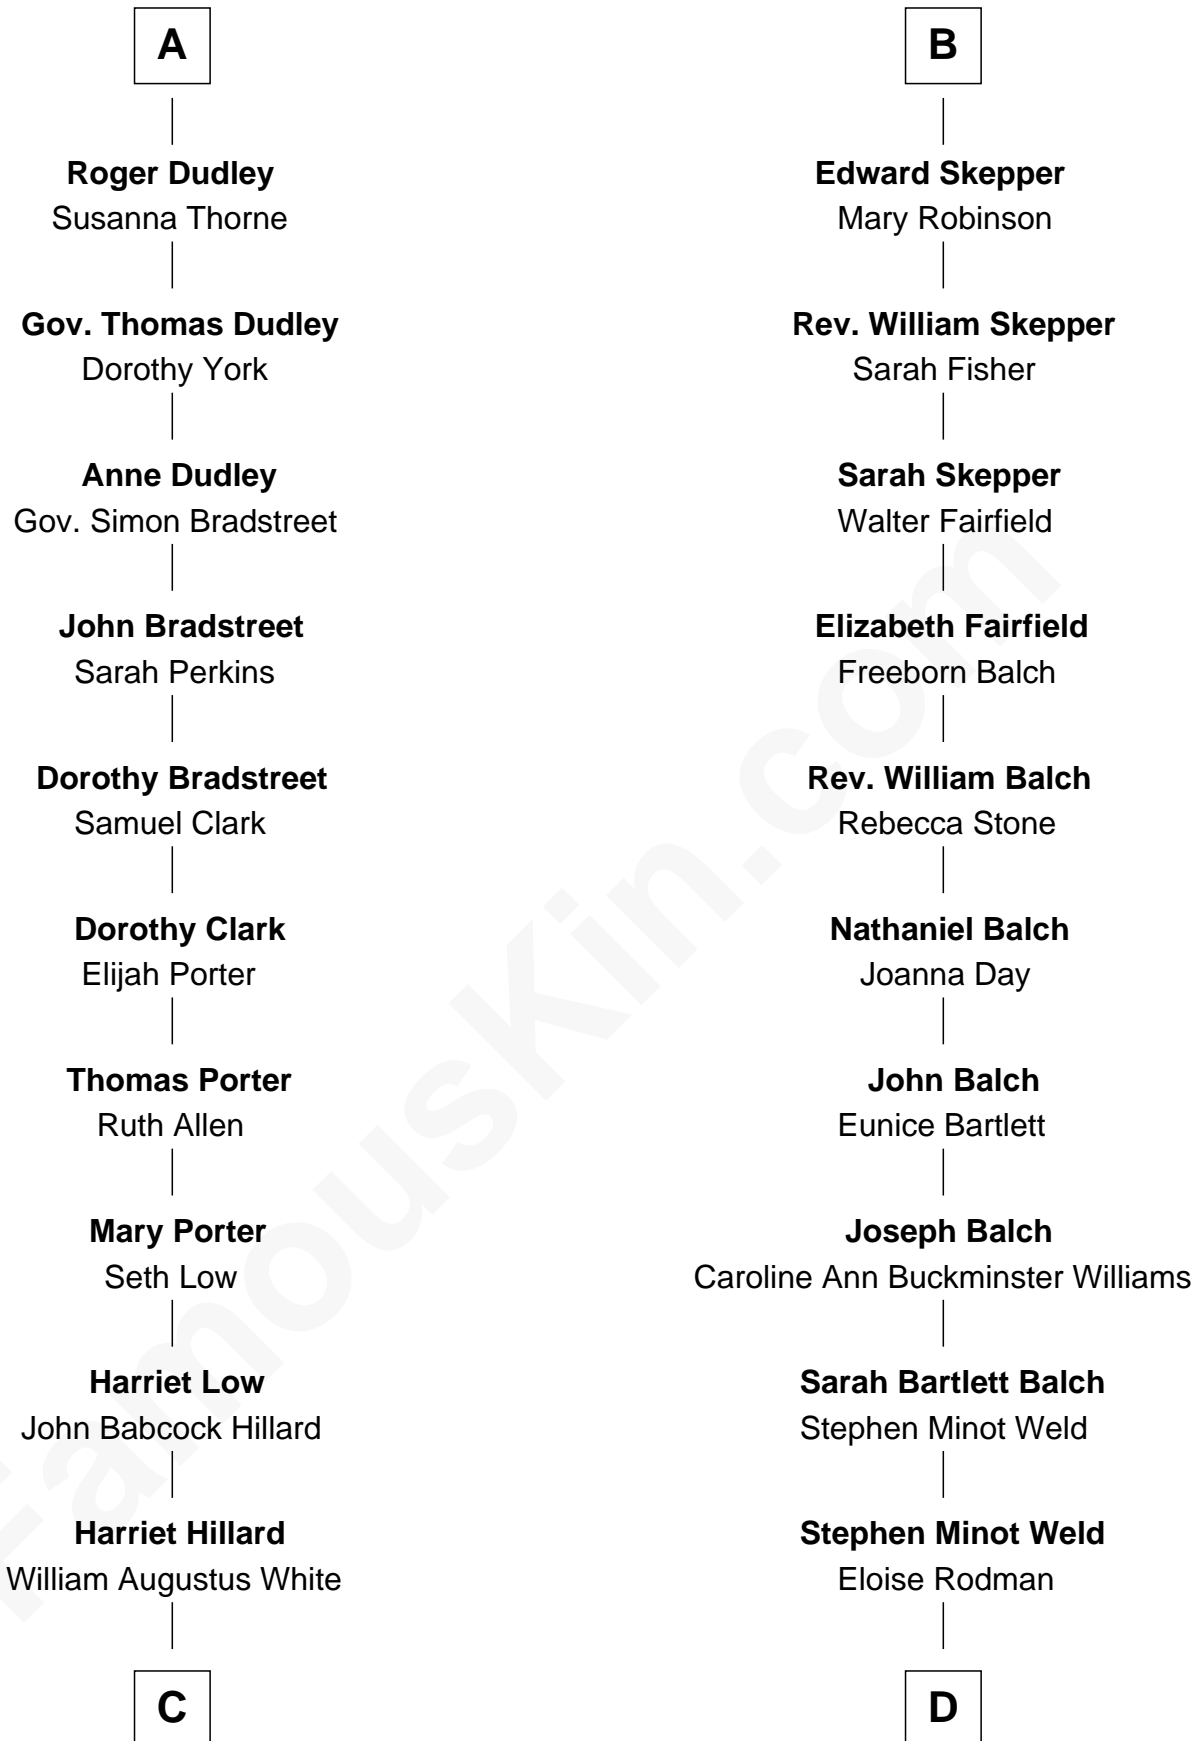 A
Roger Dudley
Susanna Thorne
Gov. Thomas Dudley
Dorothy York
Anne Dudley
Gov. Simon Bradstreet
John Bradstreet
Sarah Perkins
Dorothy Bradstreet
Samuel Clark
Dorothy Clark
Elijah Porter
Thomas Porter
Ruth Allen
Mary Porter
Seth Low
Harriet Low
John Babcock Hillard
Harriet Hillard
William Augustus White
C
B
Edward Skepper
Mary Robinson
Rev. William Skepper
Sarah Fisher
Sarah Skepper
Walter Fairfield
Elizabeth Fairfield
Freeborn Balch
Rev. William Balch
Rebecca Stone
Nathaniel Balch
Joanna Day
John Balch
Eunice Bartlett
Joseph Balch
Caroline Ann Buckminster Williams
Sarah Bartlett Balch
Stephen Minot Weld
Stephen Minot Weld
Eloise Rodman
D
FamousKin.com